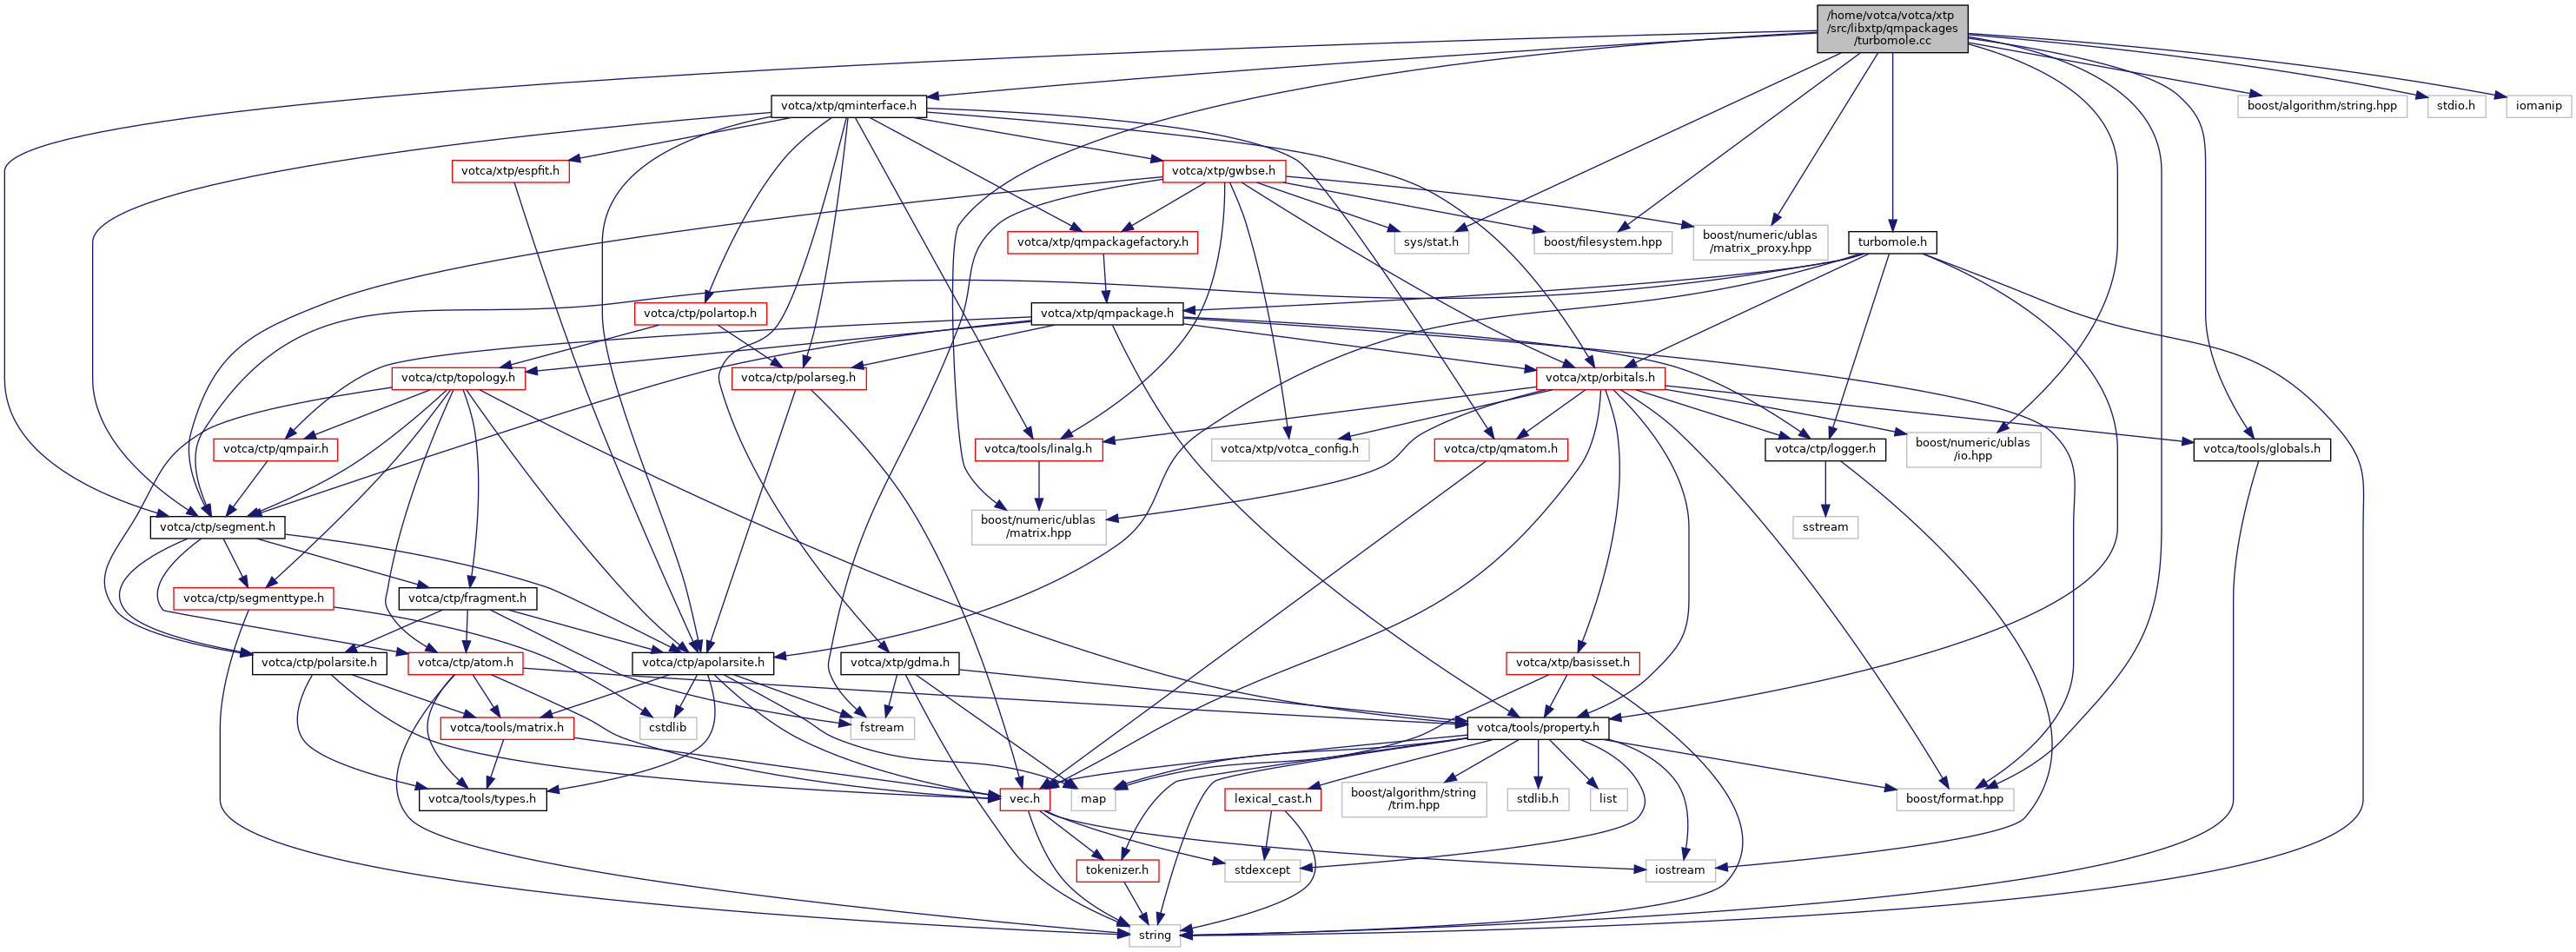 /home/votca/votca/xtp
/src/libxtp/qmpackages
/turbomole.cc
votca/xtp/qminterface.h
boost/algorithm/string.hpp
stdio.h
iomanip
votca/xtp/espfit.h
votca/xtp/gwbse.h
votca/xtp/qmpackagefactory.h
sys/stat.h
boost/filesystem.hpp
boost/numeric/ublas
/matrix_proxy.hpp
turbomole.h
votca/ctp/polartop.h
votca/xtp/qmpackage.h
votca/ctp/topology.h
votca/ctp/polarseg.h
votca/xtp/orbitals.h
votca/ctp/qmpair.h
votca/tools/linalg.h
votca/xtp/votca_config.h
votca/ctp/qmatom.h
votca/ctp/logger.h
boost/numeric/ublas
/io.hpp
votca/tools/globals.h
votca/ctp/segment.h
boost/numeric/ublas
/matrix.hpp
sstream
votca/ctp/segmenttype.h
votca/ctp/fragment.h
votca/ctp/polarsite.h
votca/ctp/atom.h
votca/ctp/apolarsite.h
votca/xtp/gdma.h
votca/xtp/basisset.h
votca/tools/matrix.h
cstdlib
fstream
votca/tools/property.h
votca/tools/types.h
vec.h
map
lexical_cast.h
boost/algorithm/string
/trim.hpp
stdlib.h
list
boost/format.hpp
tokenizer.h
stdexcept
iostream
string